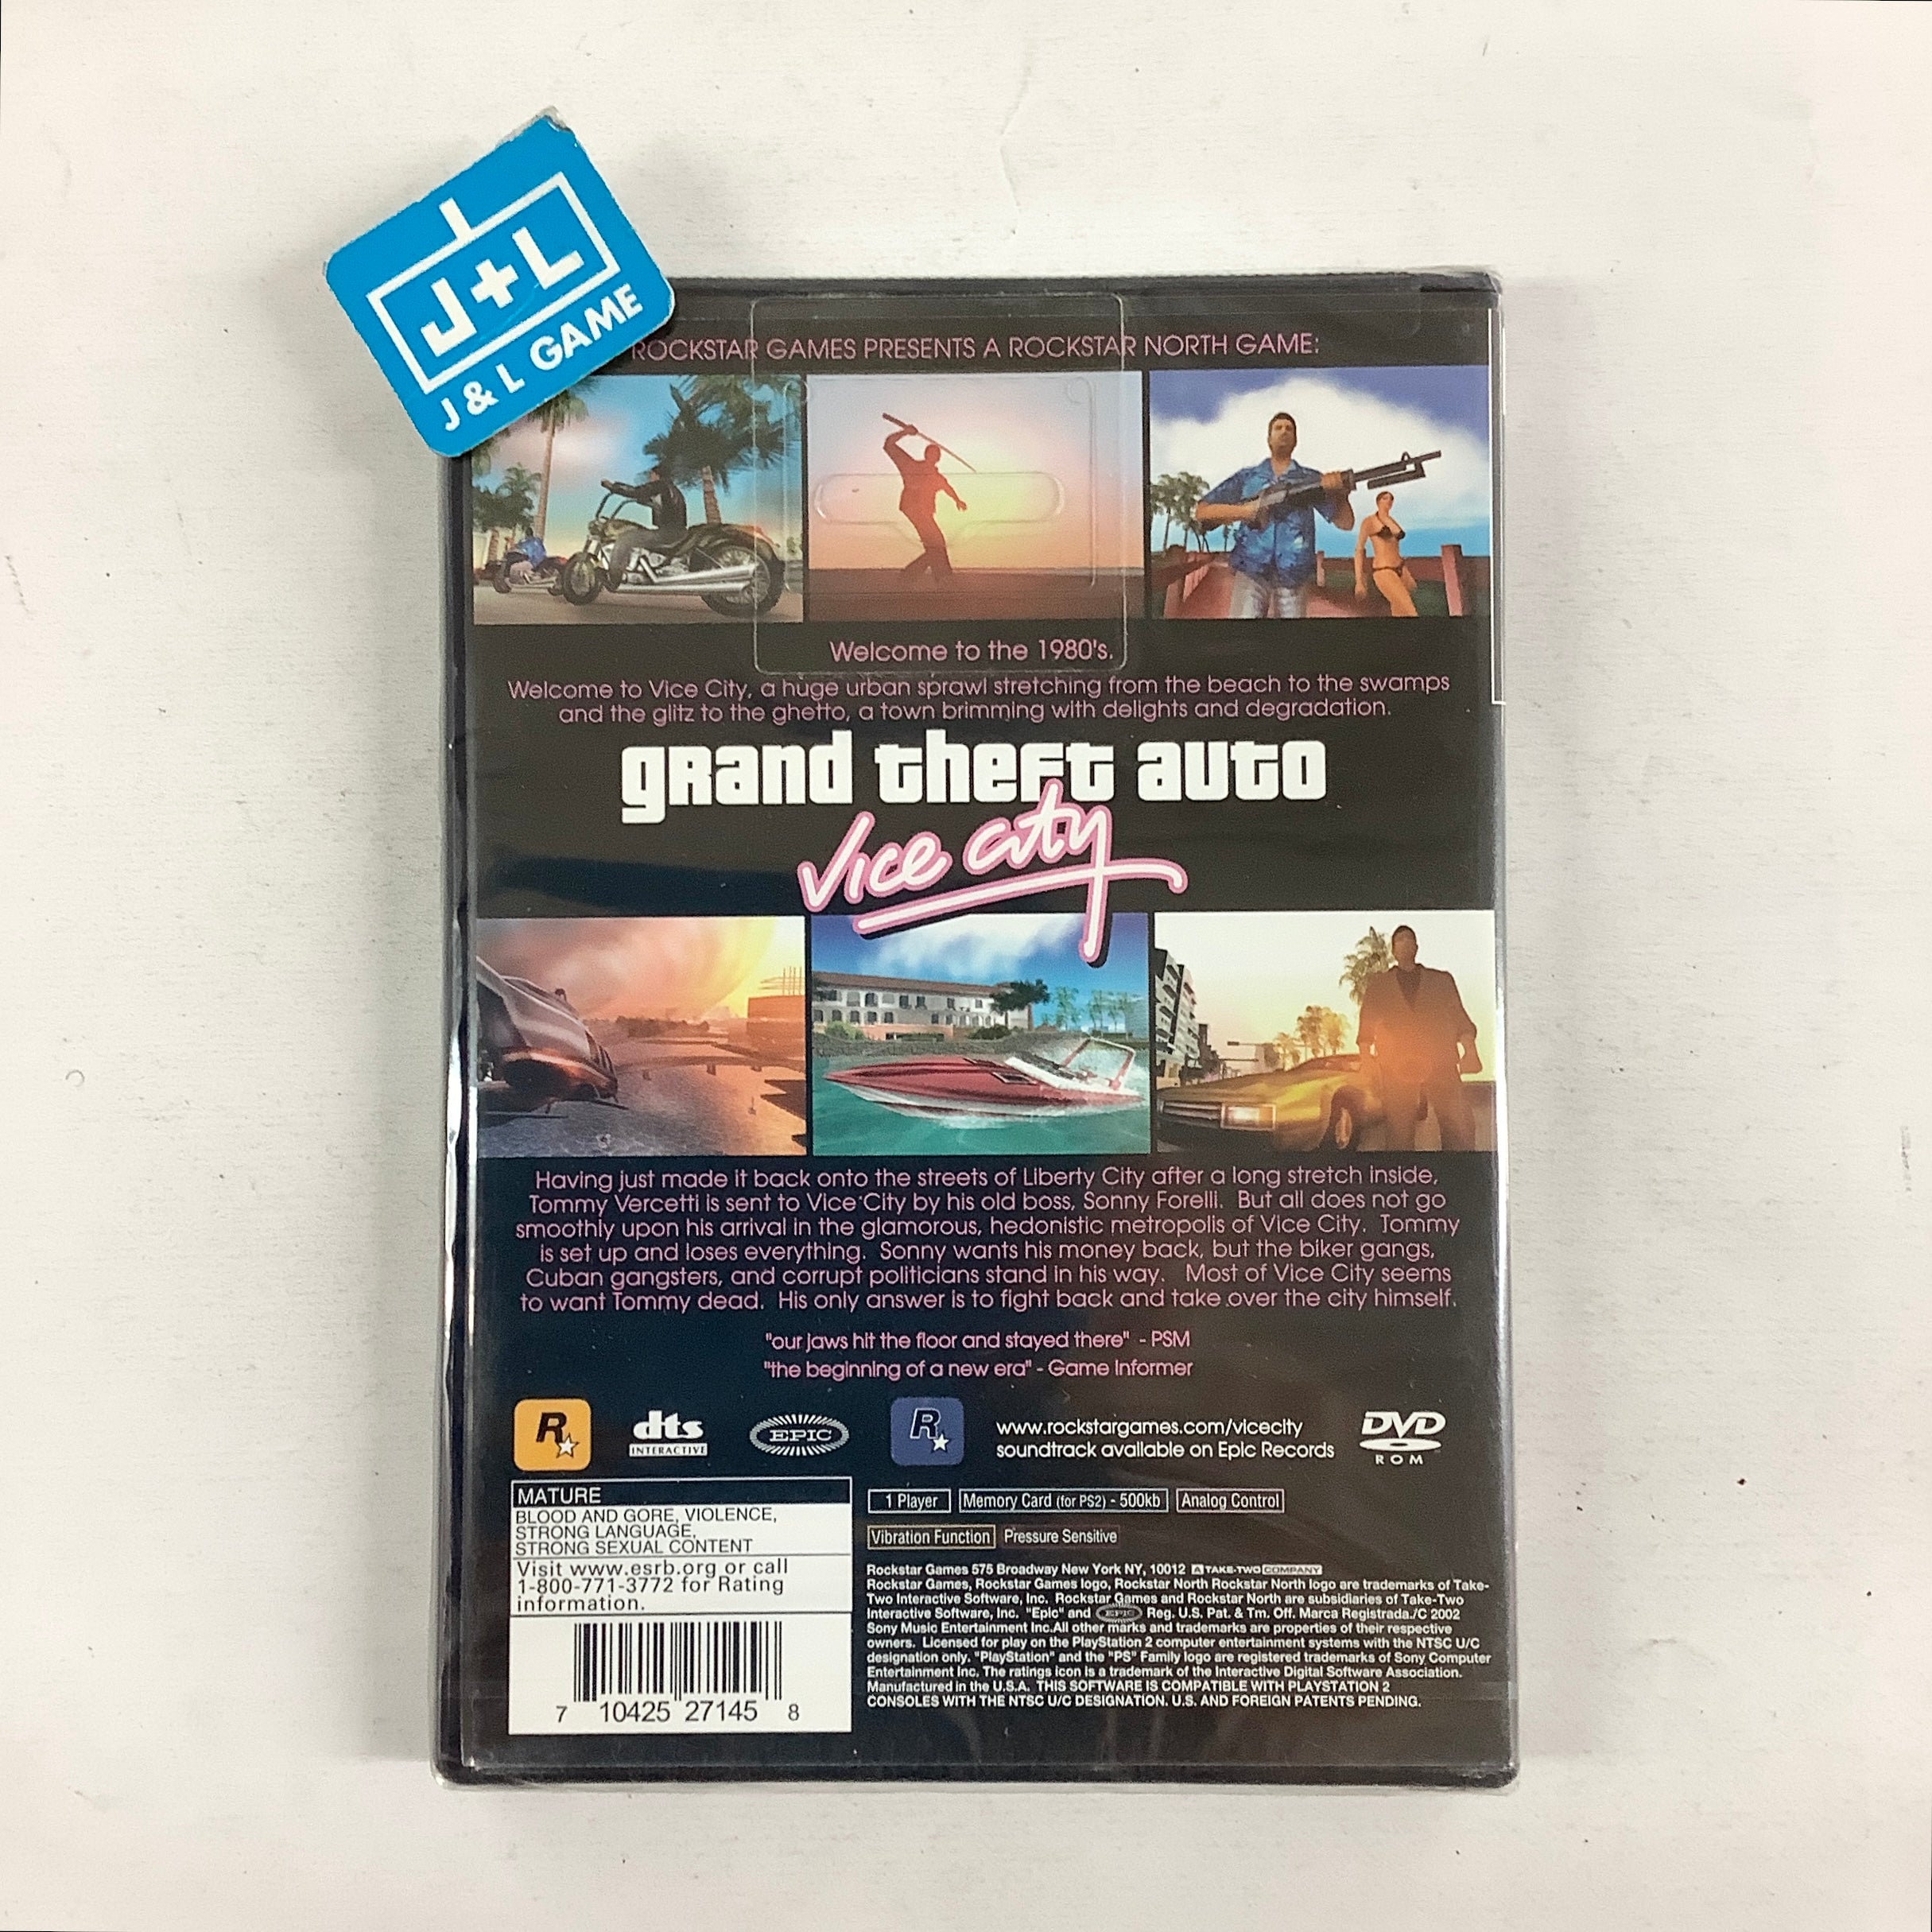 J+L
J & L GAME
ROCKSTAR GAMES PRESENTS A ROCKSTAR NORTH GAME:
Welcome to the 1980's.
Welcome to Vice City, a huge urban sprawl stretching from the beach to the swamps
and the glitz to the ghetto, a town brimming with delights and degradation.
grand theft auto
Vice City
Having just made it back onto the streets of Liberty City after a long stretch inside,
Tommy Vercetti is sent to Vice City by his old boss, Sonny Forelli. But all does not go
smoothly upon his arrival in the glamorous, hedonistic metropolis of Vice City. Tommy
is set up and loses everything. Sonny wants his money back, but the biker gangs,
Cuban gangsters, and corrupt politicians stand in his way. Most of Vice City seems
to want Tommy dead. His only answer is to fight back and take over the city himself.
"our jaws hit the floor and stayed there" - PSM
"the beginning of a new era" - Game Informer
R
dts
INTERACTIVE
EPIC
R
www.rockstargames.com/vicecity
soundtrack available on Epic Records
DVD
ROM
MATURE
BLOOD AND GORE, VIOLENCE,
STRONG LANGUAGE,
STRONG SEXUAL CONTENT
Visit www.esrb.org or call
1-800-771-3772 for Rating
information.
7 10425 27145 8
1 Player Memory Card (for PS2) - 500kb Analog Control
Vibration Function Pressure Sensitive
Rockstar Games 575 Broadway New York NY, 10012 A TAKE-TWO COMPANY
Rockstar Games, Rockstar Games logo, Rockstar North Rockstar North logo are trademarks of Take-
Two Interactive Software, Inc. Rockstar Games and Rockstar North are subsidiaries of Take-Two
Interactive Software, Inc. "Epic" and EPIC Reg. U.S. Pat. & Tm. Off. Marca Registrada./C 2002
Sony Music Entertainment Inc.All other marks and trademarks are properties of their respective
owners. Licensed for play on the PlayStation 2 computer entertainment systems with the NTSC U/C
designation only. "PlayStation" and the "PS" Family logo are registered trademarks of Sony Computer
Entertainment Inc. The ratings icon is a trademark of the Interactive Digital Software Association.
Manufactured in the U.S.A. THIS SOFTWARE IS COMPATIBLE WITH PLAYSTATION 2
CONSOLES WITH THE NTSC U/C DESIGNATION. U.S. AND FOREIGN PATENTS PENDING.